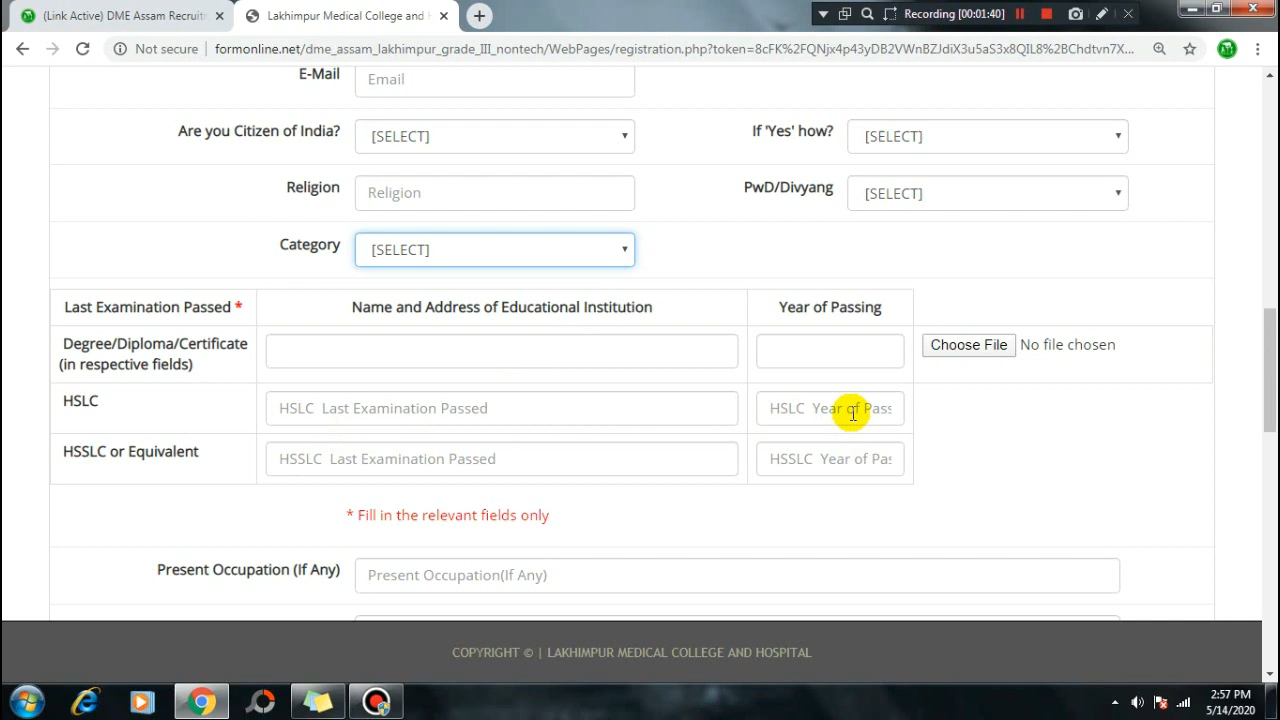 (Link Active) DME Assam Recruitm
Lakhimpur Medical College and H
Recording [00:01:40]
Not secure
formonline.net/dme_assam_lakhimpur_grade_III_nontech/WebPages/registration.php?token=8cFK%2FQNjx4p43yDB2VWnBZJdiX3u5aS3x8QIL8%2BChdtvn7X...
E-Mail
Email
Are you Citizen of India?
[SELECT]
If 'Yes' how?
[SELECT]
Religion
Religion
PwD/Divyang
[SELECT]
Category
[SELECT]
Last Examination Passed *
Name and Address of Educational Institution
Year of Passing
Degree/Diploma/Certificate
(in respective fields)
Choose File No file chosen
HSLC
HSLC Last Examination Passed
HSLC Year of Pass
HSSLC or Equivalent
HSSLC Last Examination Passed
HSSLC Year of Pas
* Fill in the relevant fields only
Present Occupation (If Any)
Present Occupation(If Any)
COPYRIGHT © | LAKHIMPUR MEDICAL COLLEGE AND HOSPITAL
2:57 PM
5/14/2020